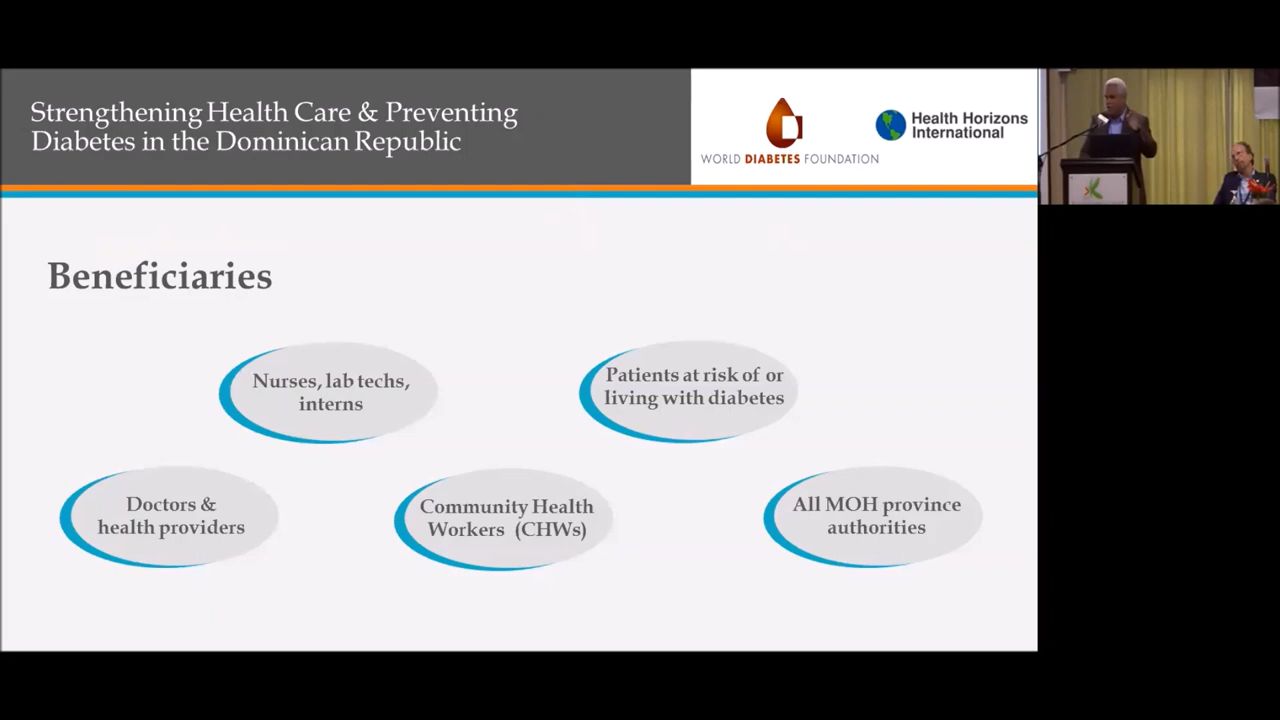 Strengthening Health Care & Preventing
Diabetes in the Dominican Republic
WORLD DIABETES FOUNDATION
Health Horizons
International
Beneficiaries
Nurses, lab techs,
interns
Patients at risk of or
living with diabetes
Doctors &
health providers
Community Health
Workers (CHWs)
All MOH province
authorities